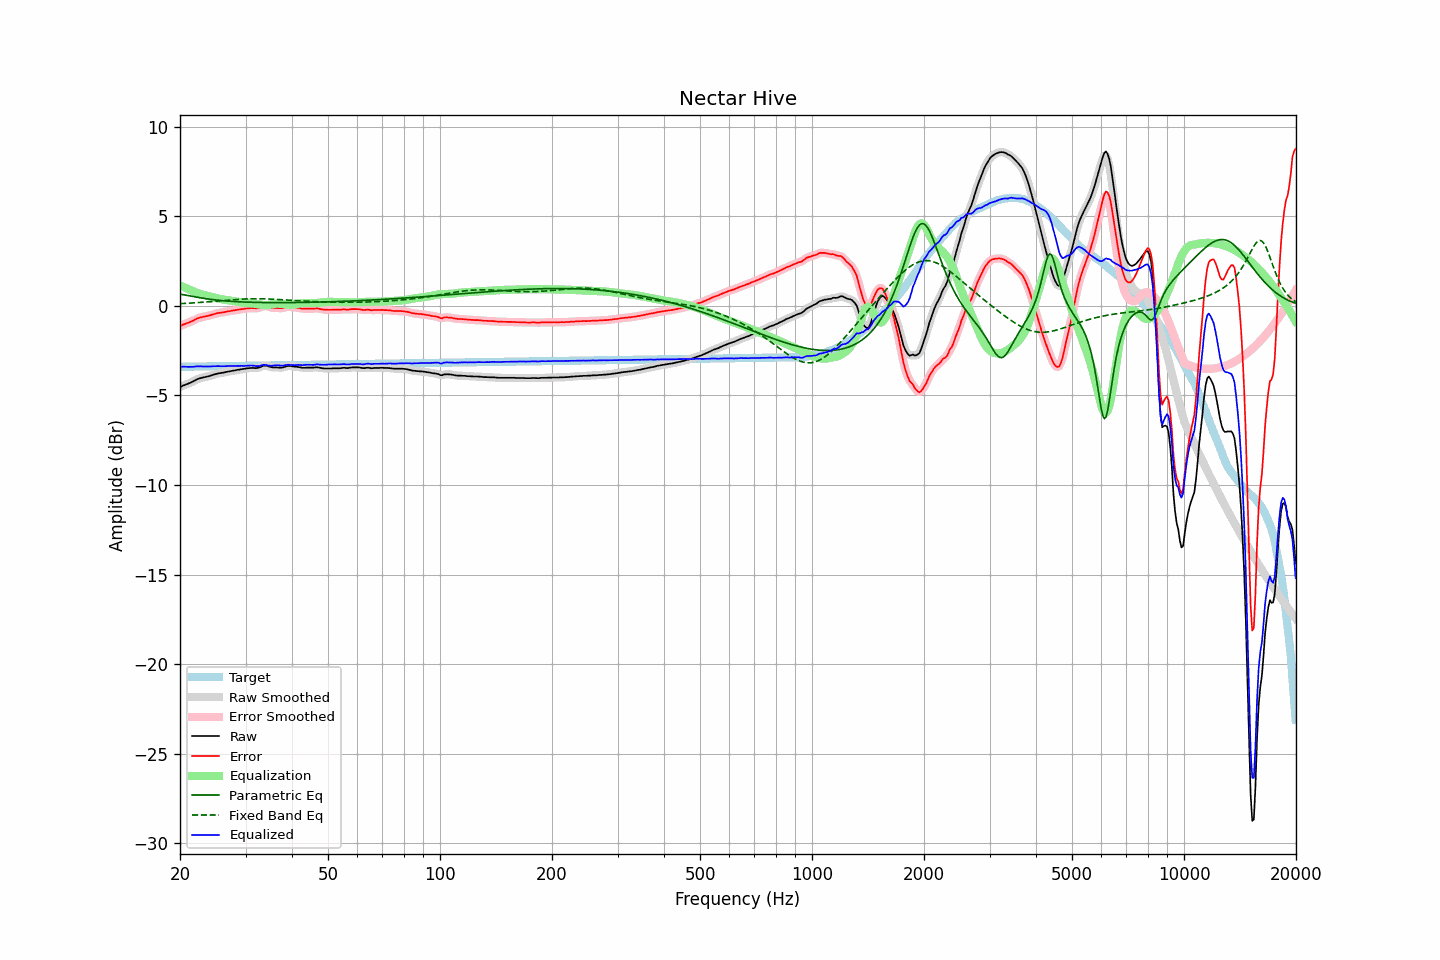 Nectar Hive
Amplitude (dBr)
10
5
0
−5
−10
−15
−20
−25
−30
Target
Raw Smoothed
Error Smoothed
Raw
Error
Equalization
Parametric Eq
Fixed Band Eq
Equalized
20 50 100 200 500 1000 2000 5000 10000 20000
Frequency (Hz)